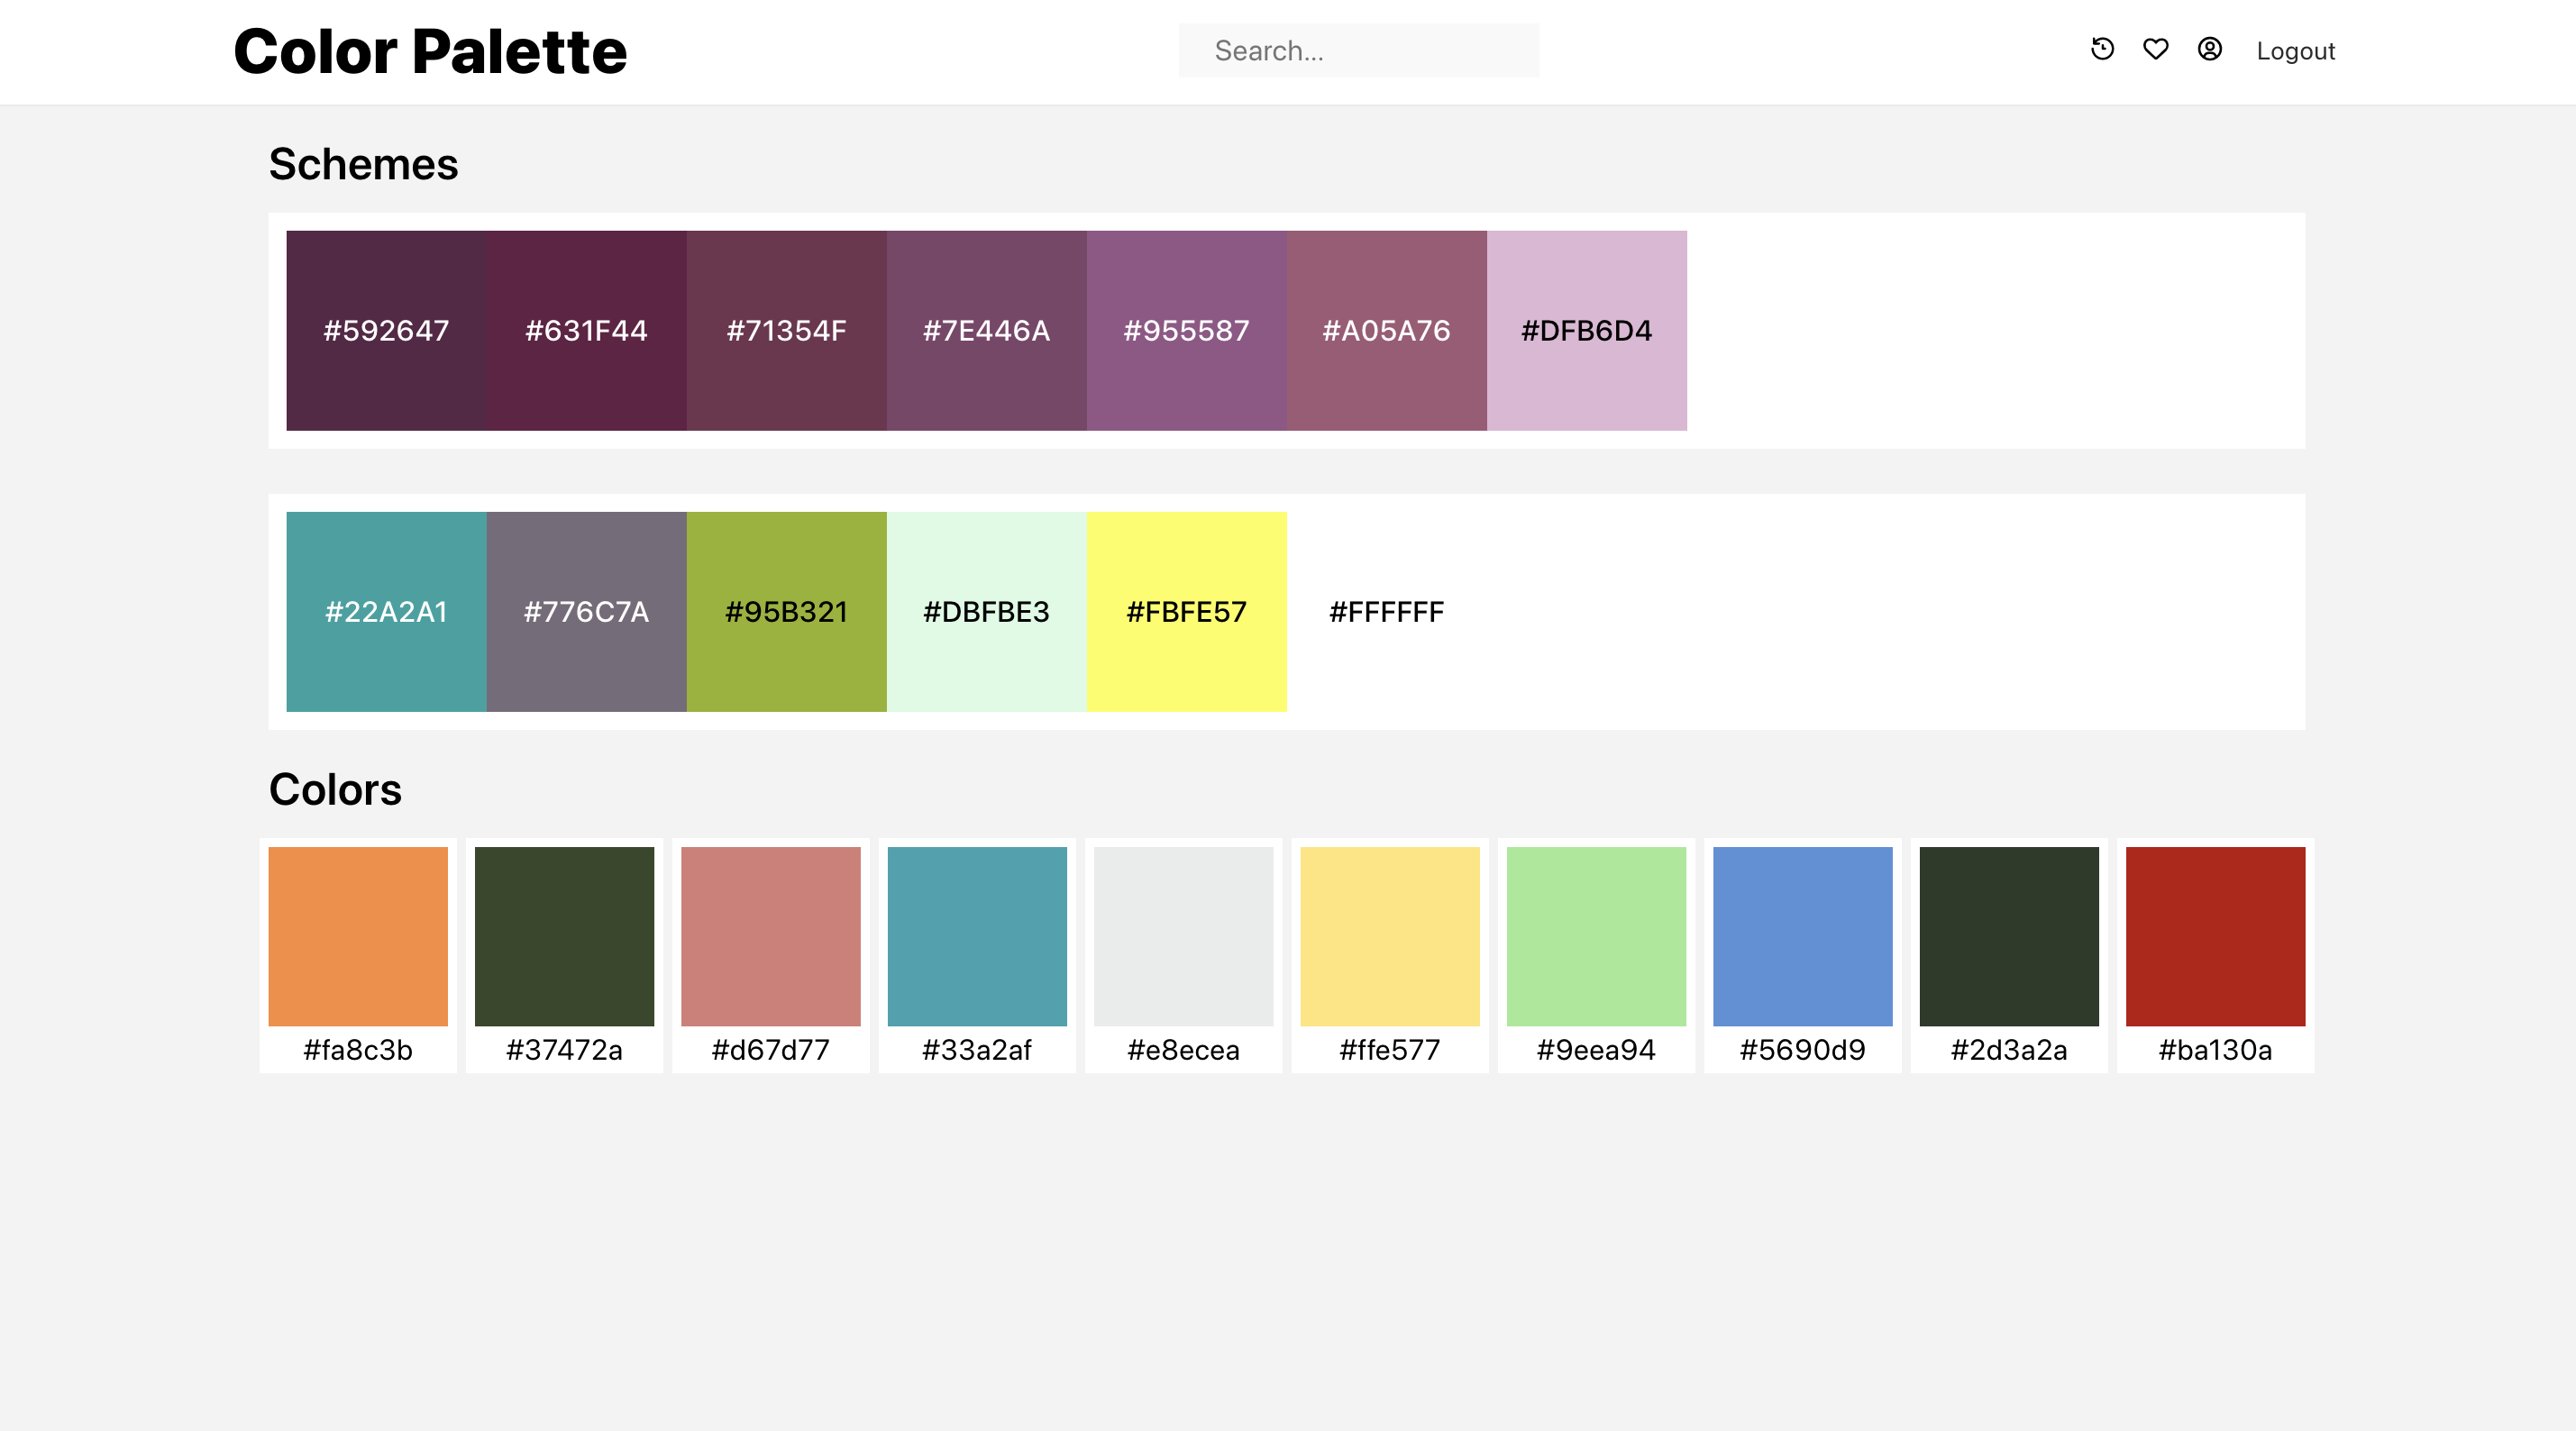 Color Palette
Search...
Logout
Schemes
#592647 #631F44 #71354F #7E446A #955587 #A05A76 #DFB6D4
#22A2A1 #776C7A #95B321 #DBFBE3 #FBFE57 #FFFFFF
Colors
#fa8c3b #37472a #d67d77 #33a2af #e8ecea #ffe577 #9eea94 #5690d9 #2d3a2a #ba130a